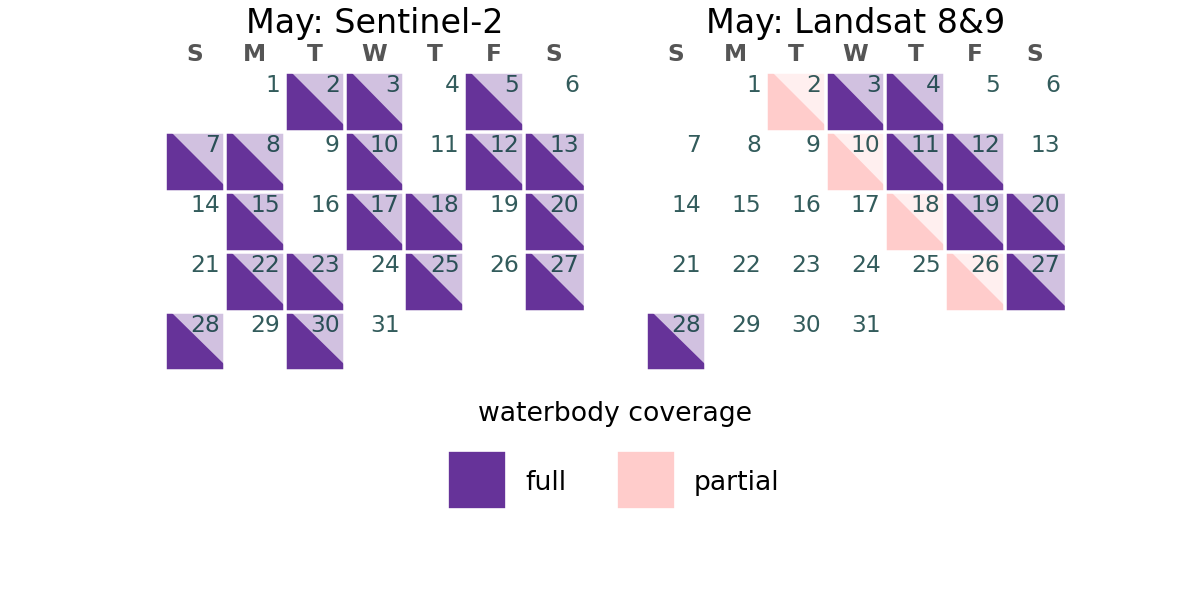 May: Sentinel-2
S M T W T F S
1 2 3 4 5 6
7 8 9 10 11 12 13
14 15 16 17 18 19 20
21 22 23 24 25 26 27
28 29 30 31
May: Landsat 8&9
S M T W T F S
1 2 3 4 5 6
7 8 9 10 11 12 13
14 15 16 17 18 19 20
21 22 23 24 25 26 27
28 29 30 31
waterbody coverage
full partial